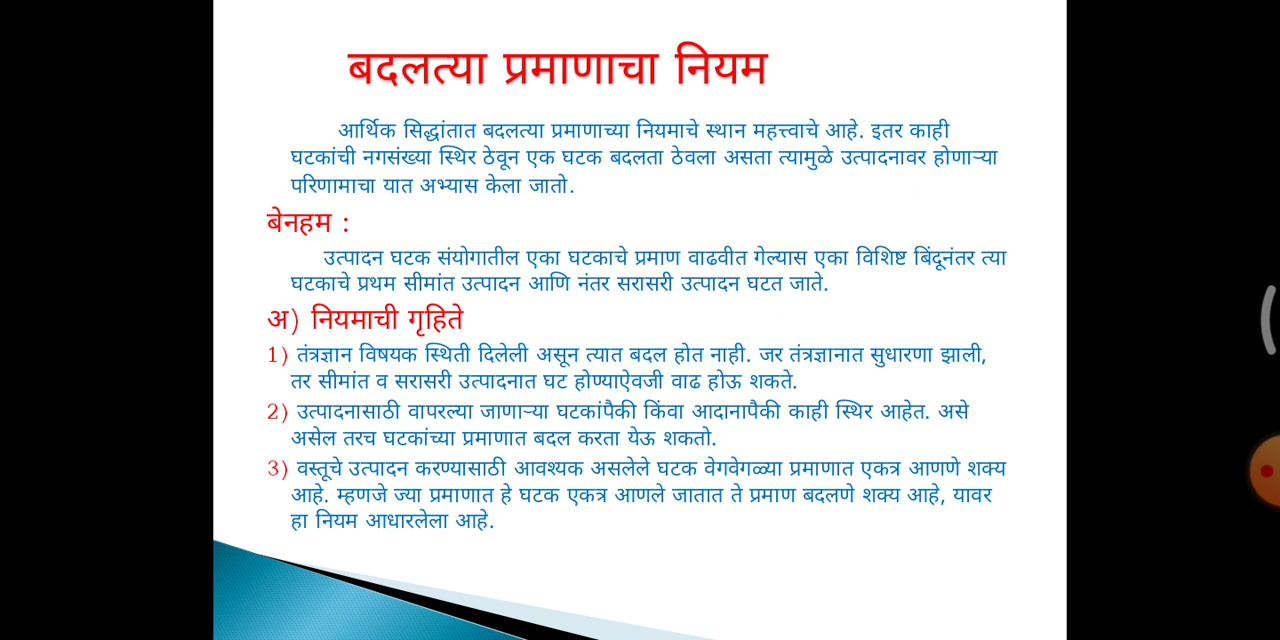 बदलत्या प्रमाणाचा नियम
आर्थिक सिद्धांतात बदलत्या प्रमाणाच्या नियमाचे स्थान महत्त्वाचे आहे. इतर काही
घटकांची नगसंख्या स्थिर ठेवून एक घटक बदलता ठेवला असता त्यामुळे उत्पादनावर होणाऱ्या
परिणामाचा यात अभ्यास केला जातो.
बेनहम :
उत्पादन घटक संयोगातील एका घटकाचे प्रमाण वाढवीत गेल्यास एका विशिष्ट बिंदूनंतर त्या
घटकाचे प्रथम सीमांत उत्पादन आणि नंतर सरासरी उत्पादन घटत जाते.
अ) नियमाची गृहिते
1) तंत्रज्ञान विषयक स्थिती दिलेली असून त्यात बदल होत नाही. जर तंत्रज्ञानात सुधारणा झाली,
तर सीमांत व सरासरी उत्पादनात घट होण्याऐवजी वाढ होऊ शकते.
2) उत्पादनासाठी वापरल्या जाणाऱ्या घटकांपैकी किंवा आदानापैकी काही स्थिर आहेत. असे
असेल तरच घटकांच्या प्रमाणात बदल करता येऊ शकतो.
3) वस्तूचे उत्पादन करण्यासाठी आवश्यक असलेले घटक वेगवेगळ्या प्रमाणात एकत्र आणणे शक्य
आहे. म्हणजे ज्या प्रमाणात हे घटक एकत्र आणले जातात ते प्रमाण बदलणे शक्य आहे, यावर
हा नियम आधारलेला आहे.